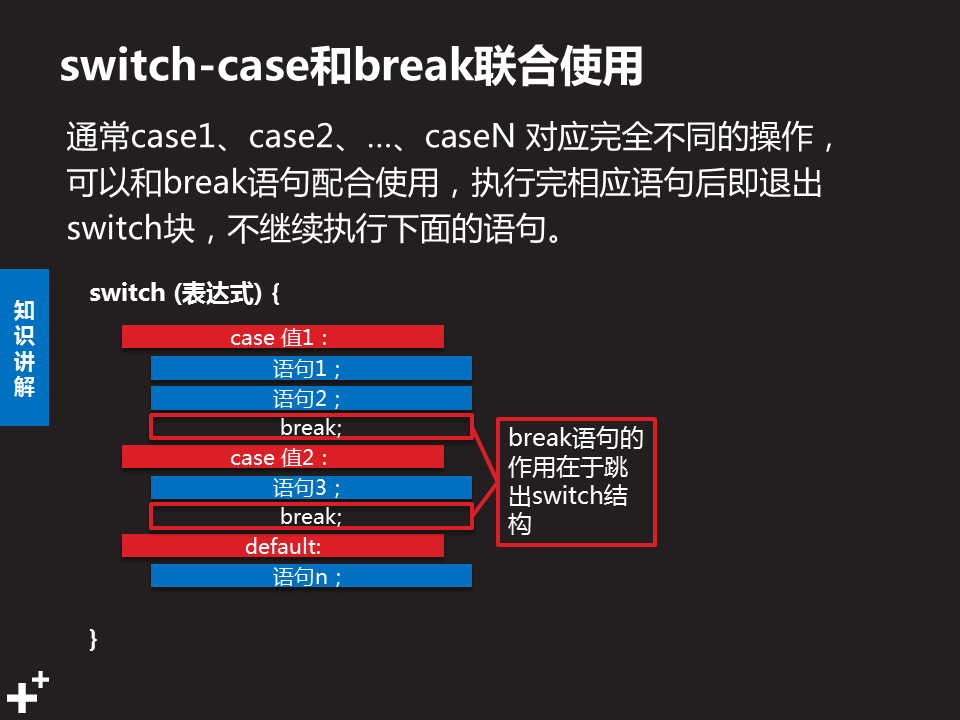 switch-case和break联合使用
通常case1、case2、…、caseN 对应完全不同的操作，
可以和break语句配合使用，执行完相应语句后即退出
switch块，不继续执行下面的语句。
知
识
讲
解
switch (表达式) {
case 值1：
语句1；
语句2；
break;
case 值2：
语句3；
break;
default:
语句n；
}
break语句的
作用在于跳
出switch结
构